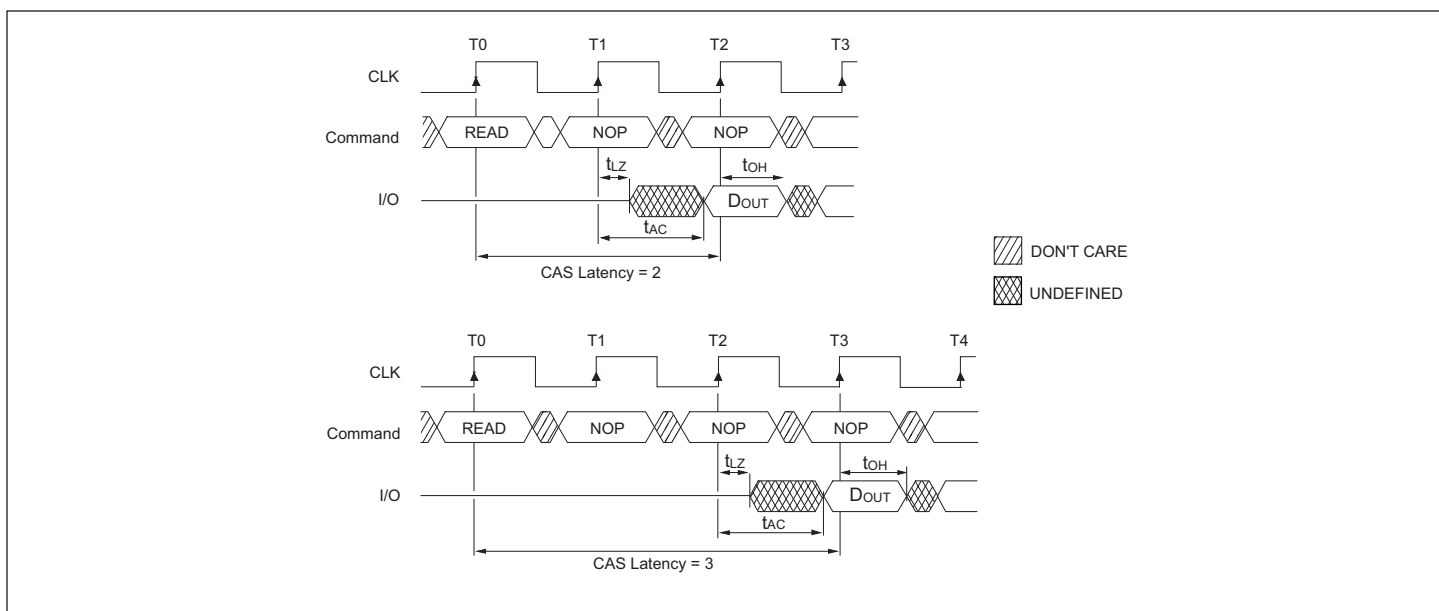 T0 T1 T2 T3
CLK
Command READ NOP NOP
tLZ tOH
I/O DOUT
tAC
CAS Latency = 2
DON'T CARE
UNDEFINED
T0 T1 T2 T3 T4
CLK
Command READ NOP NOP NOP
tLZ tOH
I/O DOUT
tAC
CAS Latency = 3